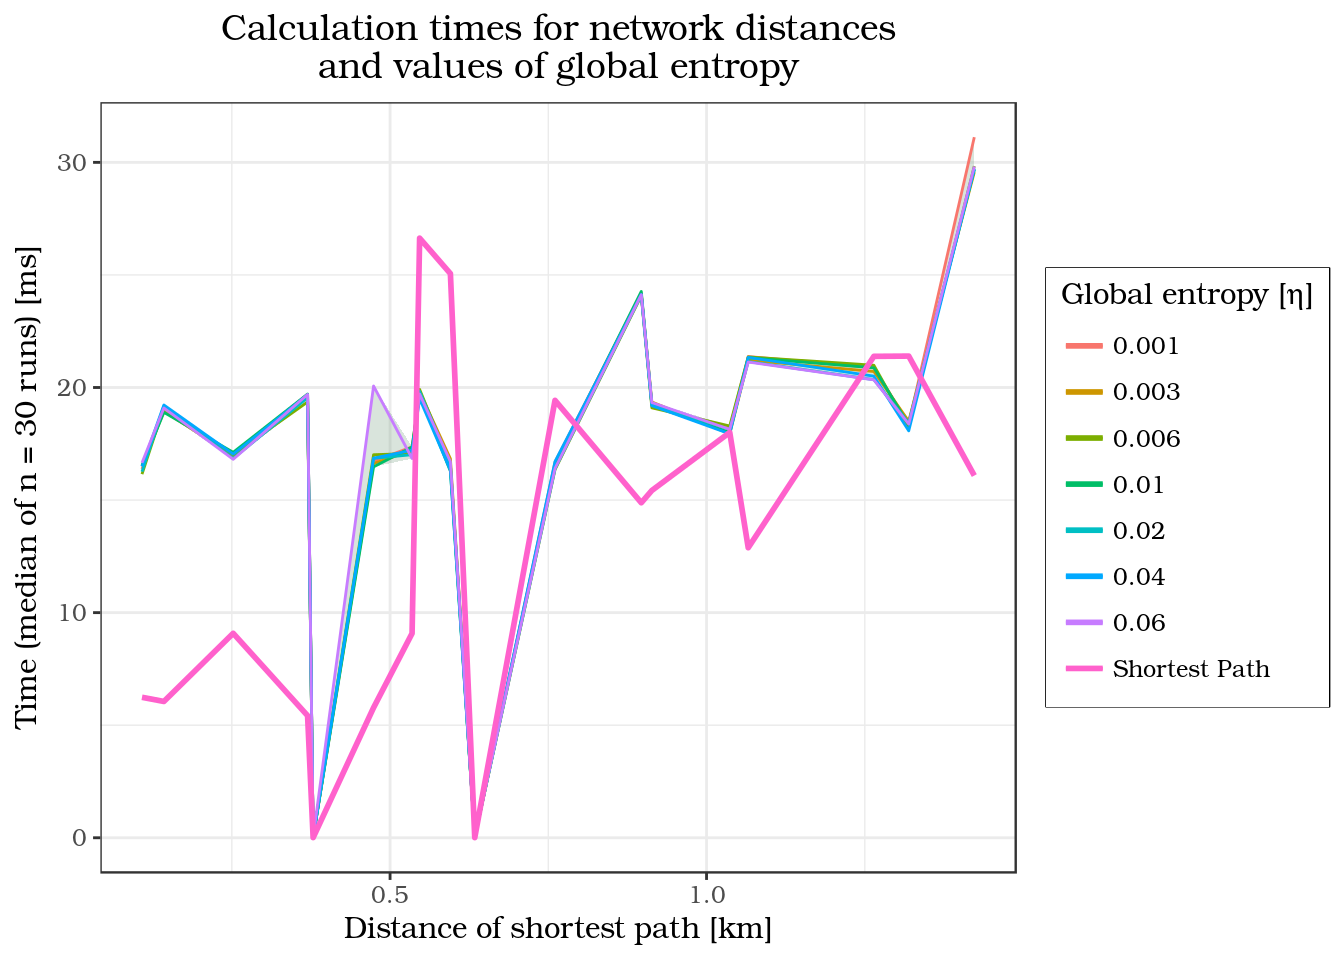 Calculation times for network distances
and values of global entropy
Time (median of n = 30 runs) [ms]
30
20
10
0
0.5
1.0
Distance of shortest path [km]
Global entropy [η]
0.001
0.003
0.006
0.01
0.02
0.04
0.06
Shortest Path